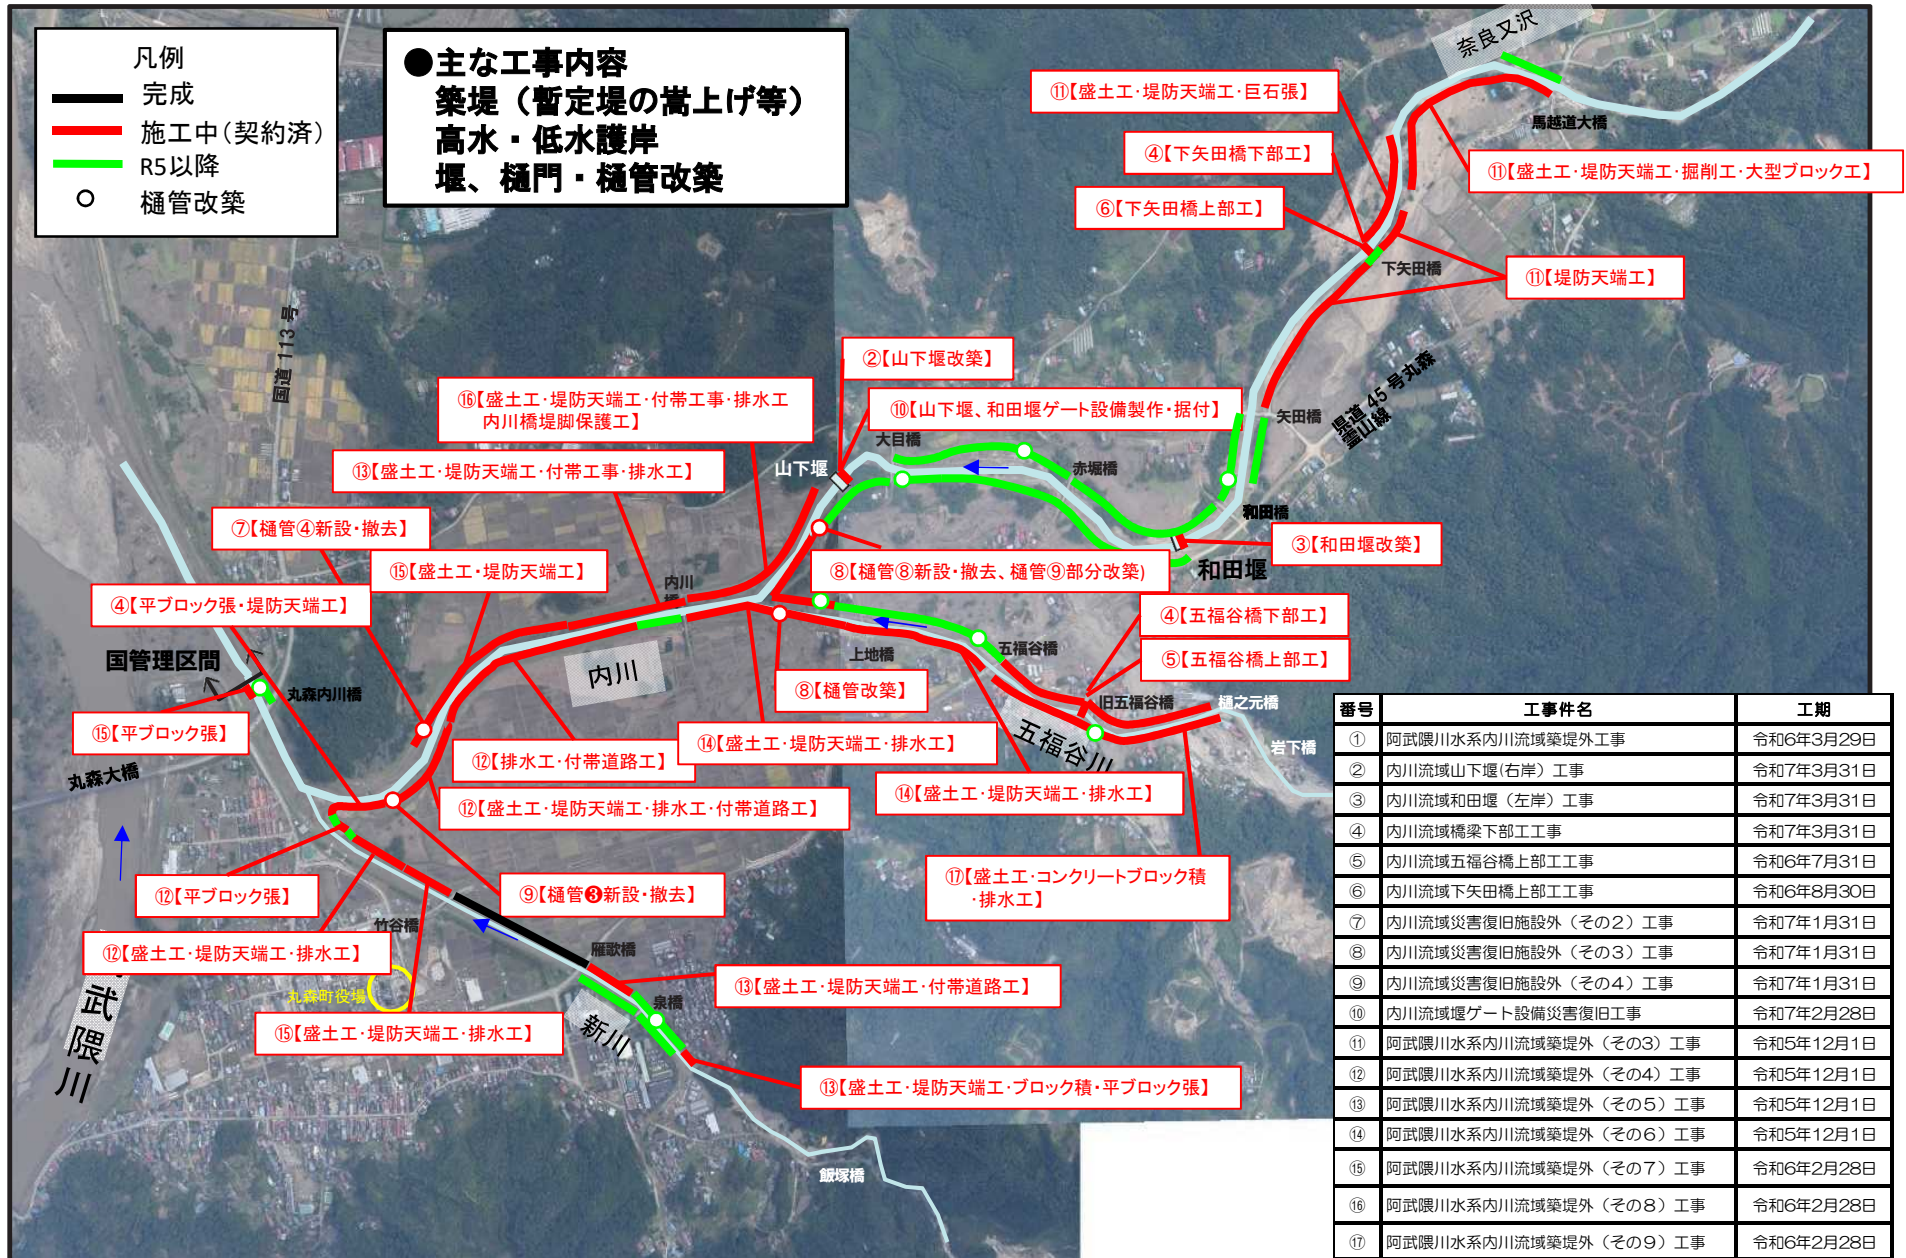 凡例
完成
施工中(契約済)
R5以降
樋管改築
●主な工事内容
築堤（暫定堤の嵩上げ等）
高水・低水護岸
堰、樋門・樋管改築
奈良又沢
⑪【盛土工・堤防天端工・巨石張】
馬越道大橋
④【下矢田橋下部工】
⑪【盛土工・堤防天端工・掘削工・大型ブロック工】
⑥【下矢田橋上部工】
下矢田橋
⑪【堤防天端工】
国道 113 号
②【山下堰改築】
⑯【盛土工・堤防天端工・付帯工事・排水工
内川橋堤脚保護工】
⑩【山下堰、和田堰ゲート設備製作・据付】
矢田橋
県道 45 号丸森
霊山線
大目橋
⑬【盛土工・堤防天端工・付帯工事・排水工】
山下堰
赤堀橋
和田橋
⑦【樋管④新設・撤去】
③【和田堰改築】
⑮【盛土工・堤防天端工】
内川
橋
⑧【樋管⑧新設・撤去、樋管⑨部分改築)
和田堰
④【平ブロック張・堤防天端工】
④【五福谷橋下部工】
国管理区間
内川
上地橋
五福谷橋
⑤【五福谷橋上部工】
丸森内川橋
⑧【樋管改築】
旧五福谷橋
樋之元橋
⑮【平ブロック張】
⑭【盛土工・堤防天端工・排水工】
五福谷川
岩下橋
丸森大橋
⑫【排水工・付帯道路工】
⑭【盛土工・堤防天端工・排水工】
⑫【盛土工・堤防天端工・排水工・付帯道路工】
⑫【平ブロック張】
⑨【樋管❸新設・撤去】
⑰【盛土工・コンクリートブロック積
・排水工】
竹谷橋
⑫【盛土工・堤防天端工・排水工】
雁歌橋
⑬【盛土工・堤防天端工・付帯道路工】
武隈川
丸森町役場
泉橋
⑮【盛土工・堤防天端工・排水工】
新川
⑬【盛土工・堤防天端工・ブロック積・平ブロック張】
飯塚橋
番号 工事件名 工期
① 阿武隈川水系内川流域築堤外工事 令和6年3月29日
② 内川流域山下堰(右岸）工事 令和7年3月31日
③ 内川流域和田堰（左岸）工事 令和7年3月31日
④ 内川流域橋梁下部工工事 令和7年3月31日
⑤ 内川流域五福谷橋上部工工事 令和6年7月31日
⑥ 内川流域下矢田橋上部工工事 令和6年8月30日
⑦ 内川流域災害復旧施設外（その2）工事 令和7年1月31日
⑧ 内川流域災害復旧施設外（その3）工事 令和7年1月31日
⑨ 内川流域災害復旧施設外（その4）工事 令和7年1月31日
⑩ 内川流域堰ゲート設備災害復旧工事 令和7年2月28日
⑪ 阿武隈川水系内川流域築堤外（その3）工事 令和5年12月1日
⑫ 阿武隈川水系内川流域築堤外（その4）工事 令和5年12月1日
⑬ 阿武隈川水系内川流域築堤外（その5）工事 令和5年12月1日
⑭ 阿武隈川水系内川流域築堤外（その6）工事 令和5年12月1日
⑮ 阿武隈川水系内川流域築堤外（その7）工事 令和6年2月28日
⑯ 阿武隈川水系内川流域築堤外（その8）工事 令和6年2月28日
⑰ 阿武隈川水系内川流域築堤外（その9）工事 令和6年2月28日